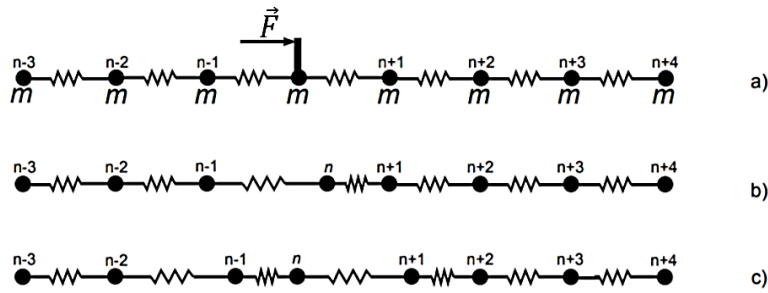 F⃗
n-3 n-2 n-1 n+1 n+2 n+3 n+4
m m m m m m m m a)
n-3 n-2 n-1 n n+1 n+2 n+3 n+4
b)
n-3 n-2 n-1 n n+1 n+2 n+3 n+4
c)